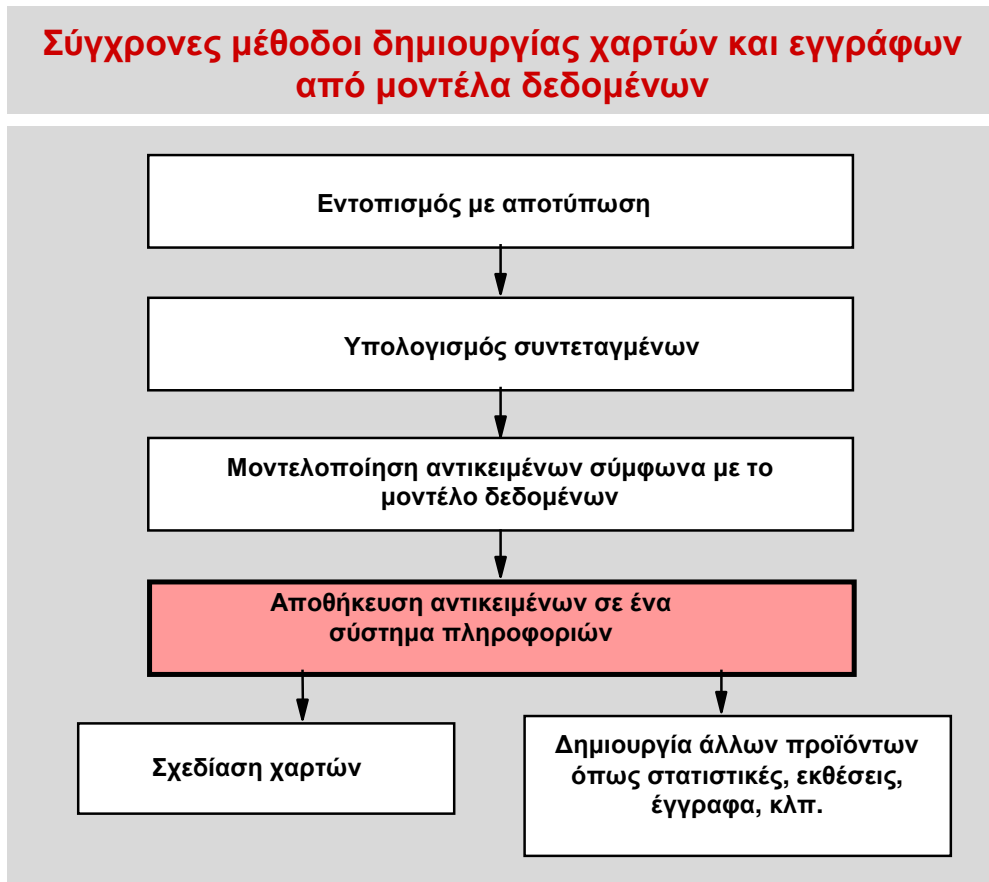 Σύγχρονες μέθοδοι δημιουργίας χαρτών και εγγράφων
από μοντέλα δεδομένων
Εντοπισμός με αποτύπωση
Υπολογισμός συντεταγμένων
Μοντελοποίηση αντικειμένων σύμφωνα με το
μοντέλο δεδομένων
Αποθήκευση αντικειμένων σε ένα
σύστημα πληροφοριών
Σχεδίαση χαρτών
Δημιουργία άλλων προϊόντων
όπως στατιστικές, εκθέσεις,
έγγραφα, κλπ.